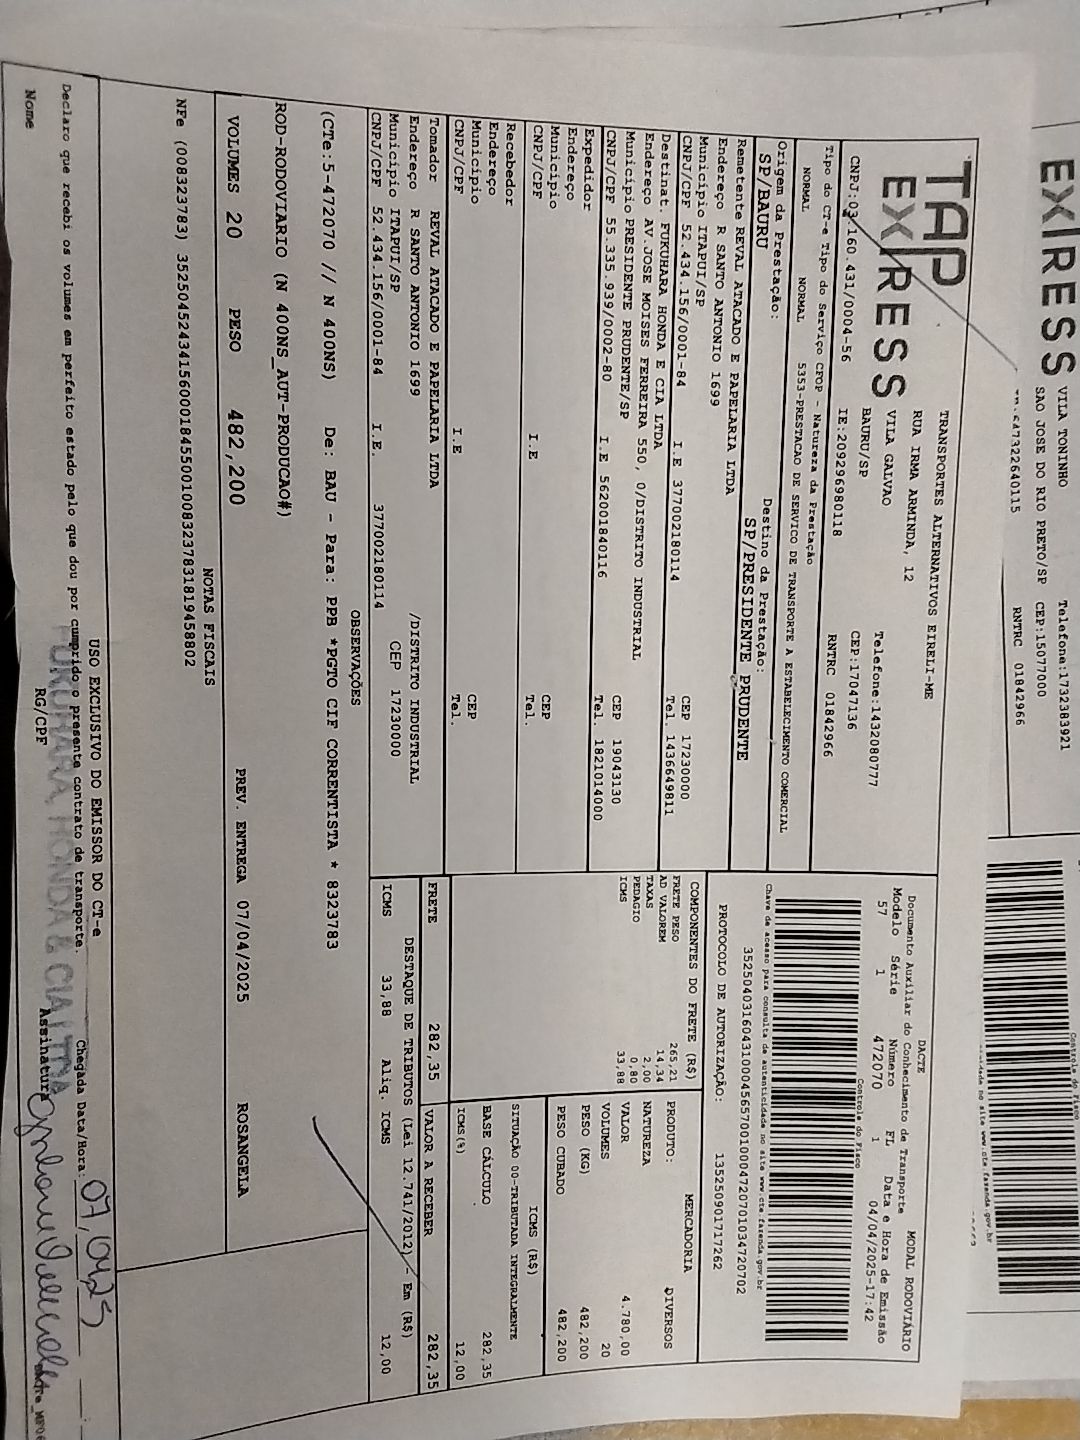 EXPRESS
VILA TONINHO
SAO JOSE DO RIO PRETO/SP CEP:15077000
Telefone:1732383921
RNTRC 01842966
Controle do Fisco
TAP
EXPRESS
TRANSPORTES ALTERNATIVOS EIRELI-ME
RUA IRMA ARMINDA, 12
VILA GALVAO
Telefone:1432080777
BAURU/SP
CEP:17047136
CNPJ:03/160.431/0004-56 IE:209296980118 RNTRC 01842966
DACTE MODAL RODOVIÁRIO
Documento Auxiliar do Conhecimento de Transporte
Modelo Série Número FL Data e Hora de Emissão
57 1 472070 1 04/04/2025-17:42
Controle do Fisco
Tipo do CT-e Tipo do Serviço CFOP - Natureza da Prestação
NORMAL NORMAL 5353-PRESTACAO DE SERVICO DE TRANSPORTE A ESTABELECIMENTO COMERCIAL
Chave de acesso para consulta de autenticidade no site www.cte.fazenda.gov.br
35250403160431000456570010004720701034720702
Origem da Prestação: Destino da Prestação:
SP/BAURU SP/PRESIDENTE PRUDENTE
PROTOCOLO DE AUTORIZAÇÃO: 135250901717262
Remetente REVAL ATACADO E PAPELARIA LTDA
Endereço R SANTO ANTONIO 1699
Município ITAPUI/SP CEP 17230000
CNPJ/CPF 52.434.156/0001-84 I.E 377002180114 Tel. 1436649811
Destinat. FUKUHARA HONDA E CIA LTDA
Endereço AV.JOSE MOISES FERREIRA 550, 0/DISTRITO INDUSTRIAL
Município PRESIDENTE PRUDENTE/SP CEP 19043130
CNPJ/CPF 55.335.939/0002-80 I.E 562001840116 Tel. 1821014000
Expedidor
Endereço
Município CEP
CNPJ/CPF I.E Tel.
Recebedor
Endereço
Município CEP
CNPJ/CPF I.E Tel.
COMPONENTES DO FRETE (R$)
FRETE PESO 265,21
AD VALOREM 14,34
TAXAS 2,00
PEDAGIO 0,80
ICMS 33,88
MERCADORIA
PRODUTO: DIVERSOS
NATUREZA
VALOR 4.780,00
VOLUMES 20
PESO (KG) 482,200
PESO CUBADO 482,200
ICMS (R$)
SITUAÇÃO 00-TRIBUTADA INTEGRALMENTE
BASE CÁLCULO 282,35
ICMS(%) 12,00
Tomador REVAL ATACADO E PAPELARIA LTDA
Endereço R SANTO ANTONIO 1699 /DISTRITO INDUSTRIAL
Município ITAPUI/SP CEP 17230000
CNPJ/CPF 52.434.156/0001-84 I.E. 377002180114
FRETE 282,35 VALOR A RECEBER 282,35
DESTAQUE DE TRIBUTOS (Lei 12.741/2012) - Em (R$)
ICMS 33,88 Aliq. ICMS 12,00
OBSERVAÇÕES
(CTe:5-472070 // N 400NS) De: BAU - Para: PPB *PGTO CIF CORRENTISTA * 8323783
ROD-RODOVIARIO (N 400NS_AUT-PRODUCAO#)
VOLUMES 20 PESO 482,200 PREV. ENTREGA 07/04/2025 ROSANGELA
NOTAS FISCAIS
NFe (008323783) 35250452434156000184550010083237831819458802
USO EXCLUSIVO DO EMISSOR DO CT-e
Declaro que recebi os volumes em perfeito estado pelo que dou por cumprido o presente contrato de transporte.
Chegada Data/Hora: 07/04/25
FUKUHARA, HONDA & CIA LTDA
Nome RG/CPF Assinatura